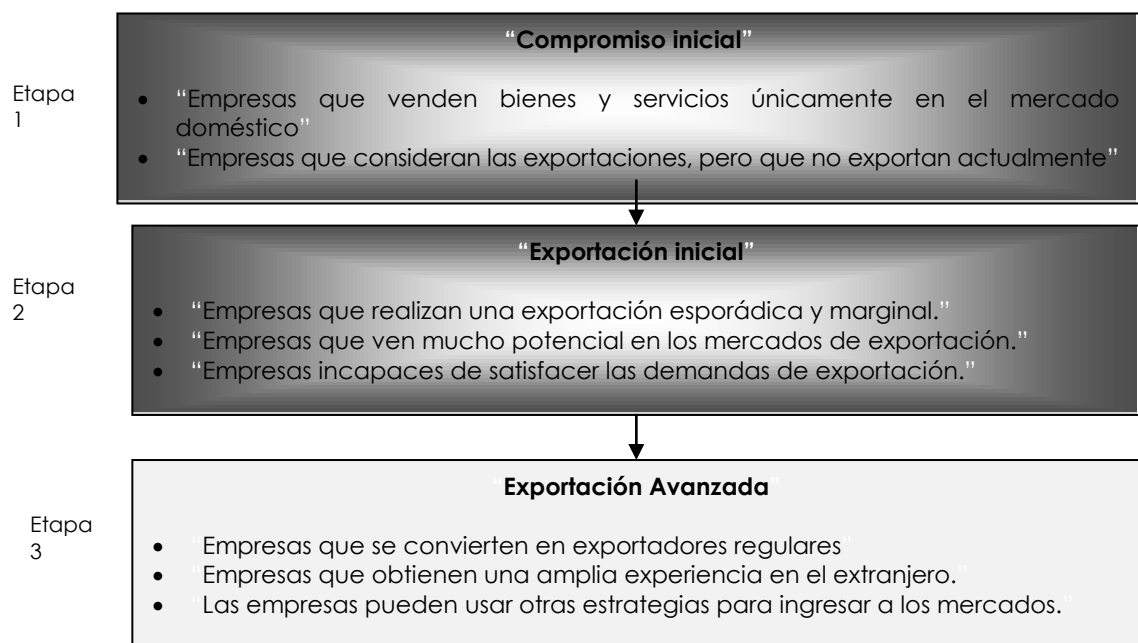 “Compromiso inicial”
Etapa
1
• “Empresas que venden bienes y servicios únicamente en el mercado
doméstico”
• “Empresas que consideran las exportaciones, pero que no exportan actualmente”
“Exportación inicial”
Etapa
2
• “Empresas que realizan una exportación esporádica y marginal.”
• “Empresas que ven mucho potencial en los mercados de exportación.”
• “Empresas incapaces de satisfacer las demandas de exportación.”
“Exportación Avanzada”
Etapa
3
• “Empresas que se convierten en exportadores regulares”
• “Empresas que obtienen una amplia experiencia en el extranjero.”
• “Las empresas pueden usar otras estrategias para ingresar a los mercados.”